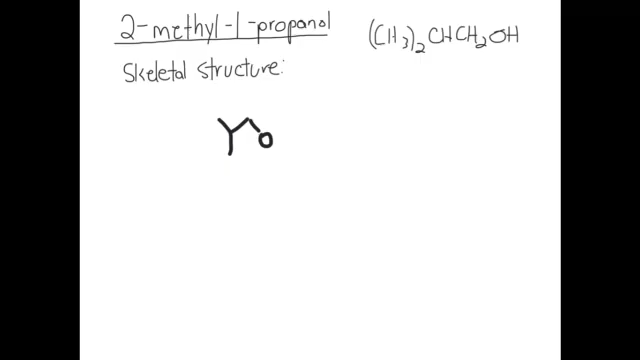 2-methyl-1-propanol (CH3)2CHCH2OH
Skeletal structure:
O